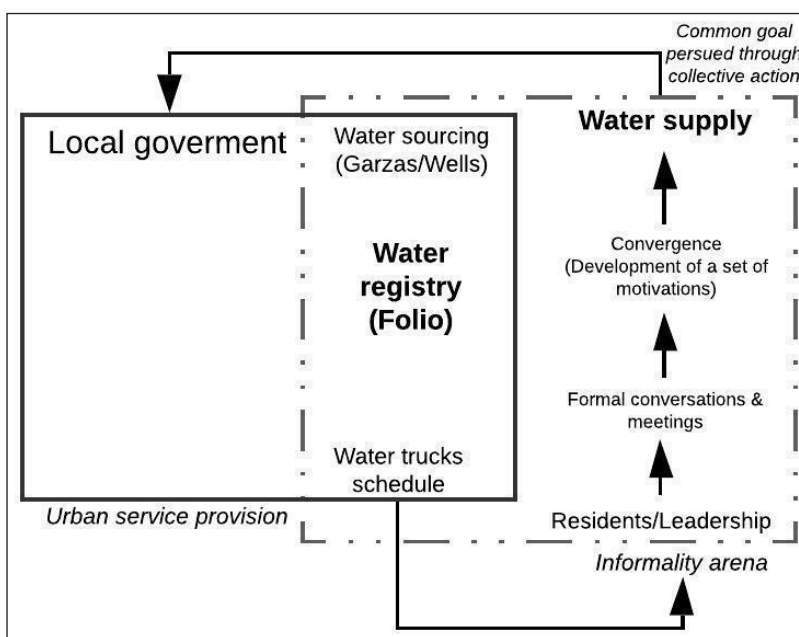 Common goal
persued through
collective action
Local goverment
Water sourcing
(Garzas/Wells)
Water supply
Water
registry
(Folio)
Convergence
(Development of a set of
motivations)
Formal conversations &
meetings
Water trucks
schedule
Residents/Leadership
Urban service provision
Informality arena